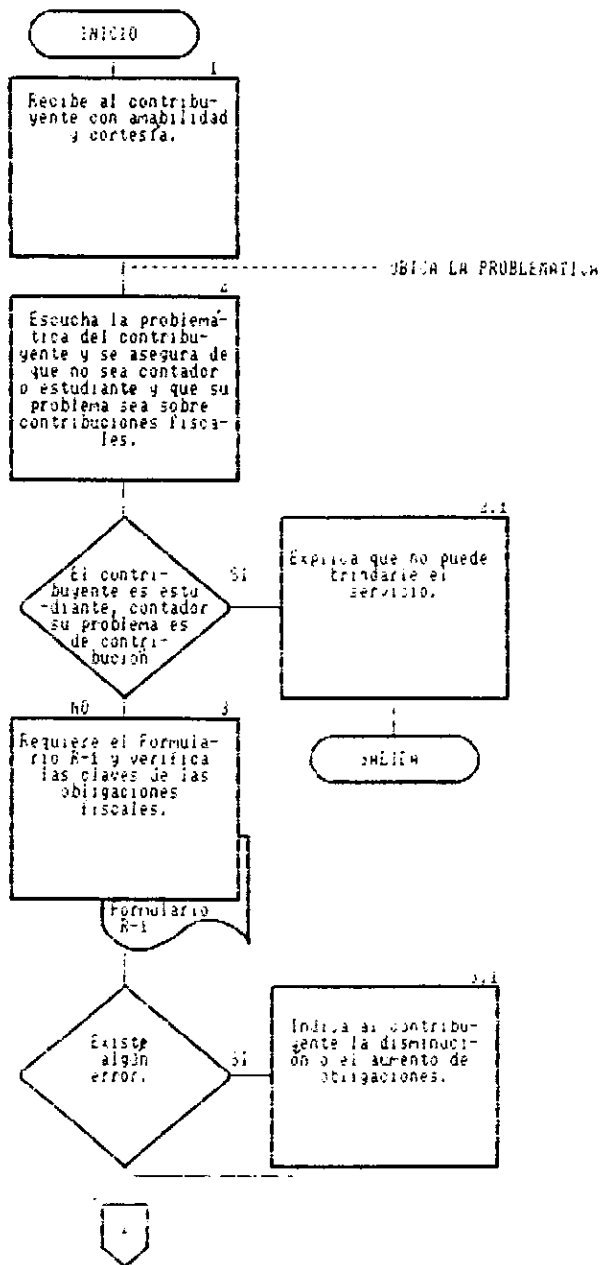 INICIO
1
Recibe al contribu-
yente con amabilidad
y cortesía.
UBICA LA PROBLEMATICA
2
Escucha la problemá-
tica del contribu-
yente y se asegura de
que no sea contador
o estudiante y que su
problema sea sobre
contribuciones fisca-
les.
El contri-
buyente es estu
-diante, contador
su problema es
de contri-
bución
SI
2.1
Explica que no puede
brindarle el
servicio.
SALIDA
NO
3
Requiere el Formula-
rio R-1 y verifica
las claves de las
obligaciones
fiscales.
Formulario
R-1
Existe
algún
error.
SI
3.1
Indica al contribu-
yente la disminuci-
ón o el aumento de
obligaciones.